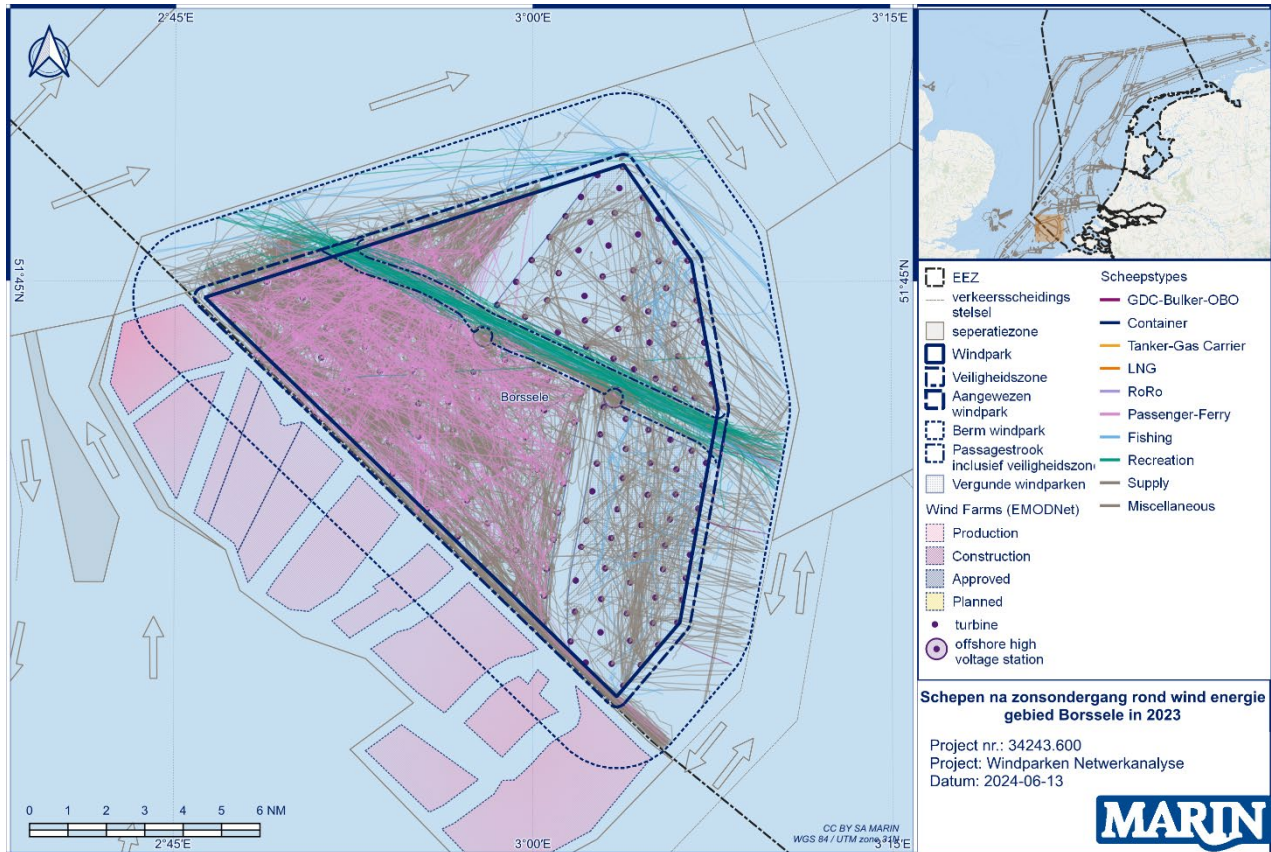 2°45'E
3°00'E
3°15'E
51°45'N
51°45'N
Borssele
0 1 2 3 4 5 6 NM
2°45'E
3°00'E
3°15'E
CC BY SA MARIN
WGS 84 / UTM zone 31N
EEZ
verkeersscheidings
stelsel
seperatiezone
Windpark
Veiligheidszone
Aangewezen
windpark
Berm windpark
Passagestrook
inclusief veiligheidszone
Vergunde windparken
Wind Farms (EMODNet)
Production
Construction
Approved
Planned
turbine
offshore high
voltage station
Scheepstypes
GDC-Bulker-OBO
Container
Tanker-Gas Carrier
LNG
RoRo
Passenger-Ferry
Fishing
Recreation
Supply
Miscellaneous
Schepen na zonsondergang rond wind energie
gebied Borssele in 2023
Project nr.: 34243.600
Project: Windparken Netwerkanalyse
Datum: 2024-06-13
MARIN